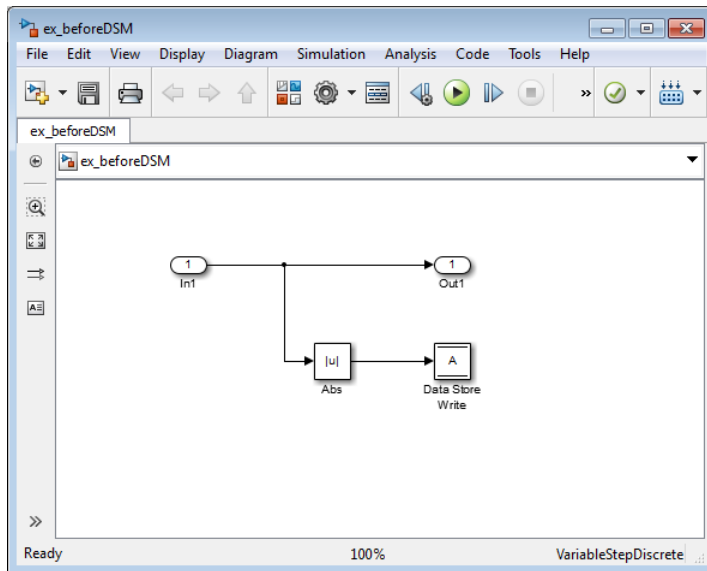 ex_beforeDSM
File Edit View Display Diagram Simulation Analysis Code Tools Help
»
ex_beforeDSM
ex_beforeDSM
1
In1
1
Out1
|u|
Abs
A
Data Store
Write
»
Ready 100% VariableStepDiscrete